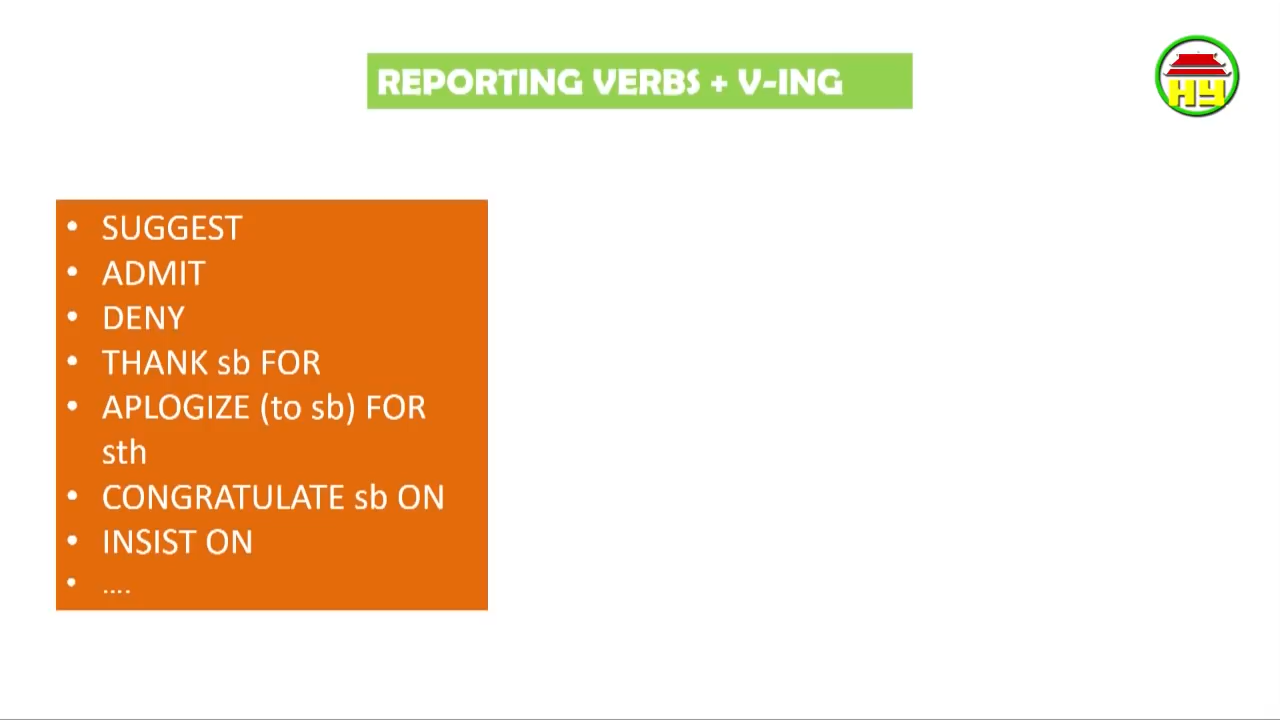 REPORTING VERBS + V-ING
HY
• SUGGEST
• ADMIT
• DENY
• THANK sb FOR
• APLOGIZE (to sb) FOR
sth
• CONGRATULATE sb ON
• INSIST ON
• ....